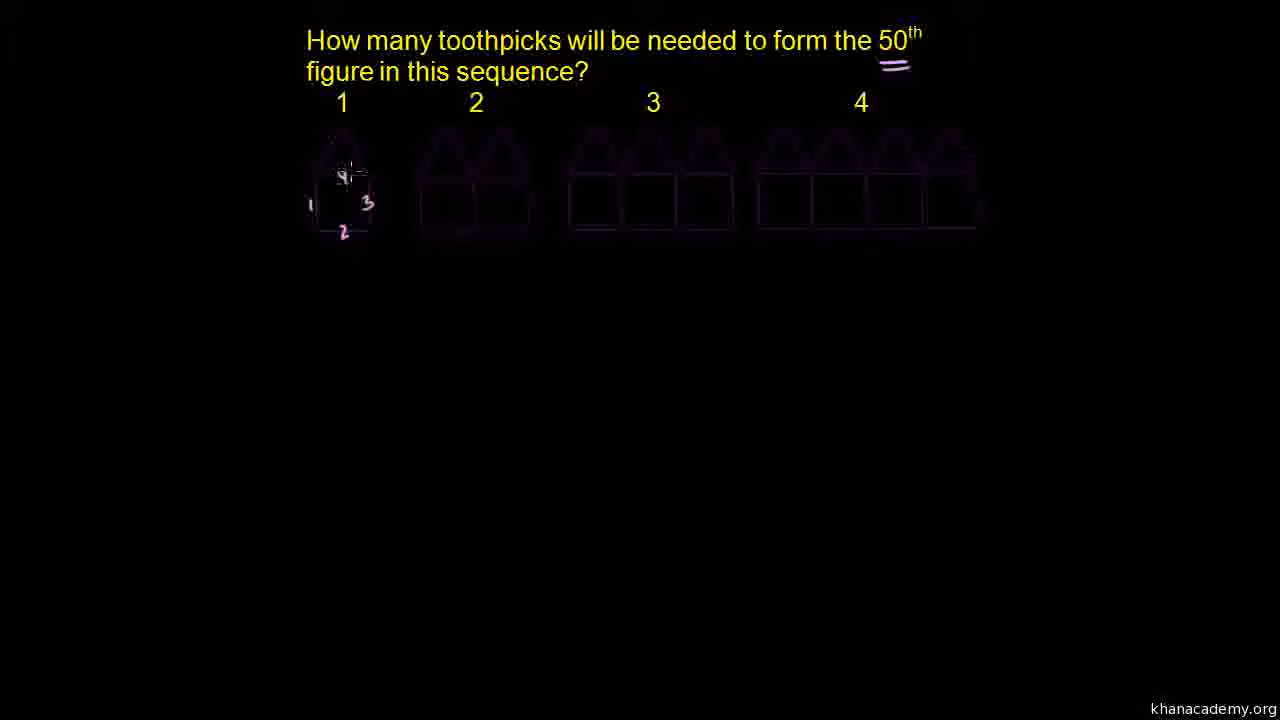 How many toothpicks will be needed to form the 50th
figure in this sequence?
1 2 3 4
4
1 3
2
khanacademy.org